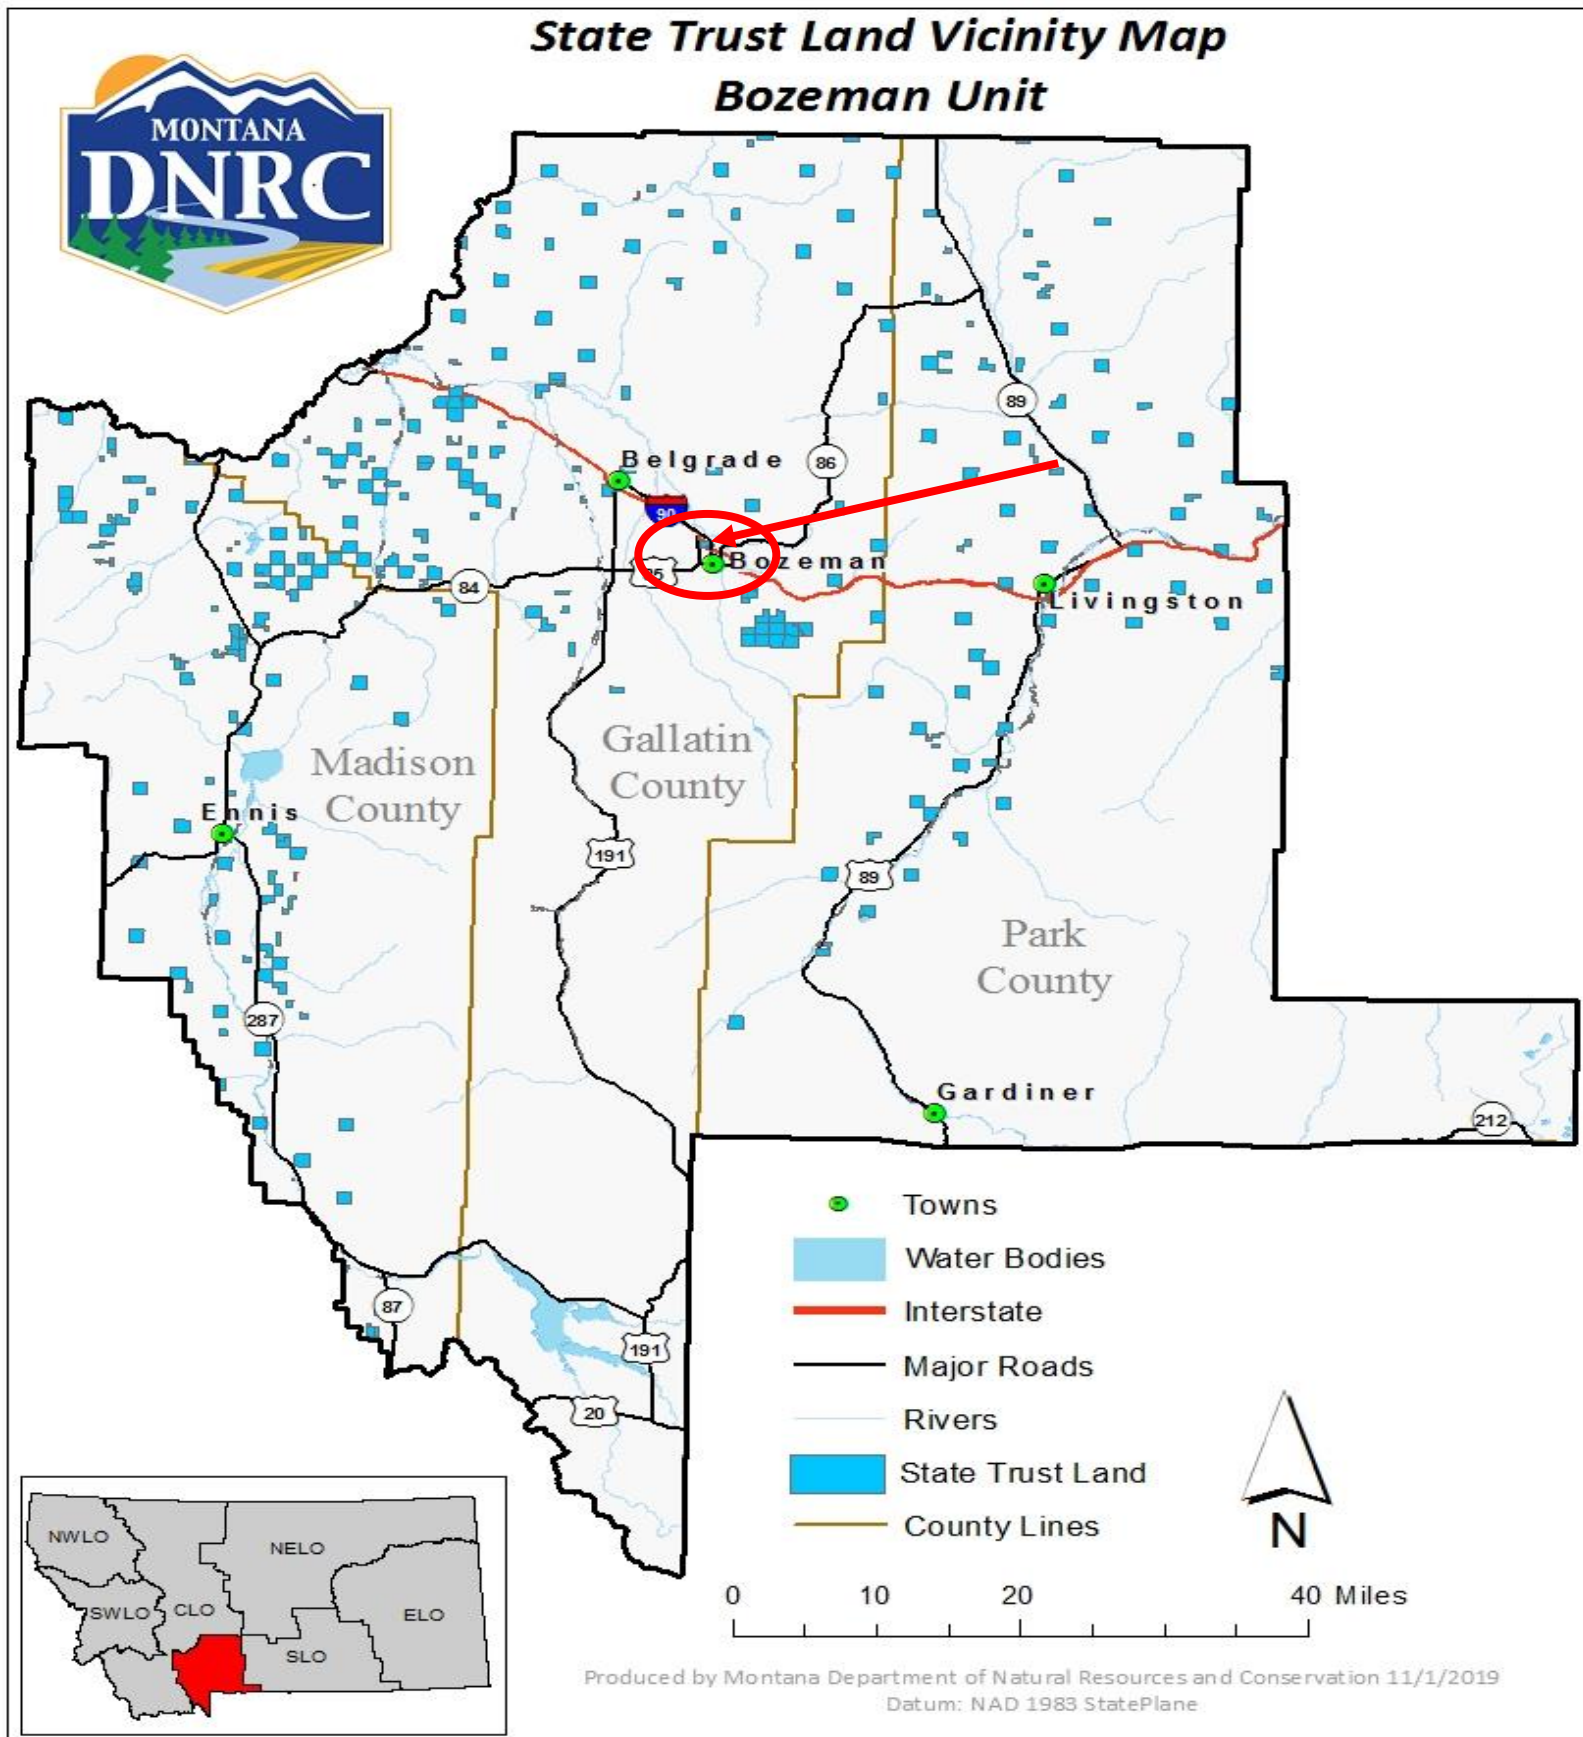 State Trust Land Vicinity Map
Bozeman Unit
MONTANA
DNRC
89
Belgrade
86
90
Bozeman
84
Livingston
Gallatin
County
Madison
County
Ennis
191
89
Park
County
287
Gardiner
212
Towns
Water Bodies
Interstate
87
191
Major Roads
20
Rivers
State Trust Land
County Lines
N
NWLO
NELO
SWLO
CLO
ELO
SLO
0 10 20 40 Miles
Produced by Montana Department of Natural Resources and Conservation 11/1/2019
Datum: NAD 1983 StatePlane